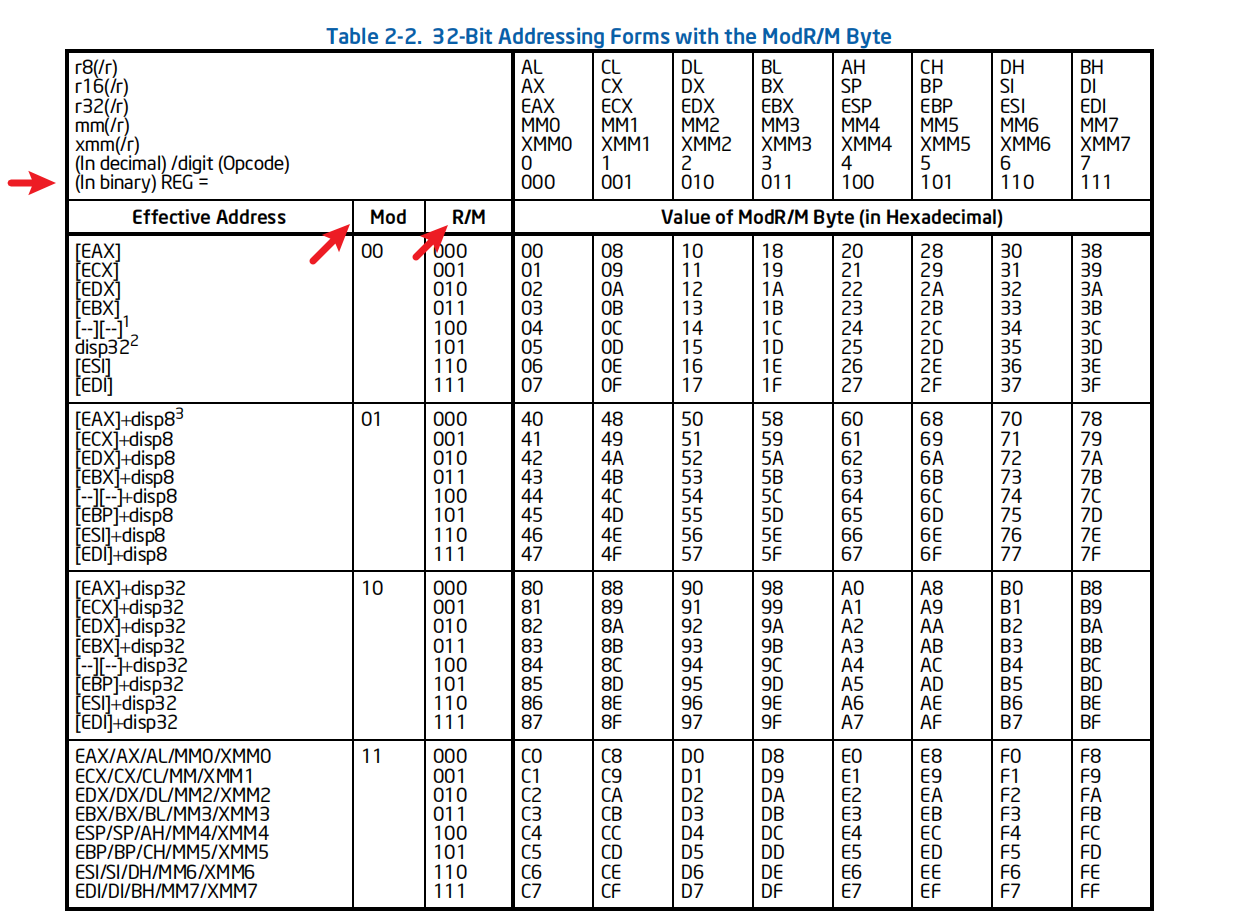 Table 2-2. 32-Bit Addressing Forms with the ModR/M Byte
r8(/r) AL CL DL BL AH CH DH BH
r16(/r) AX CX DX BX SP BP SI DI
r32(/r) EAX ECX EDX EBX ESP EBP ESI EDI
mm(/r) MM0 MM1 MM2 MM3 MM4 MM5 MM6 MM7
xmm(/r) XMM0 XMM1 XMM2 XMM3 XMM4 XMM5 XMM6 XMM7
(In decimal) /digit (Opcode) 0 1 2 3 4 5 6 7
(In binary) REG = 000 001 010 011 100 101 110 111
Effective Address Mod R/M Value of ModR/M Byte (in Hexadecimal)
[EAX] 00 000 00 08 10 18 20 28 30 38
[ECX] 001 01 09 11 19 21 29 31 39
[EDX] 010 02 0A 12 1A 22 2A 32 3A
[EBX] 011 03 0B 13 1B 23 2B 33 3B
[--][--]1 100 04 0C 14 1C 24 2C 34 3C
disp322 101 05 0D 15 1D 25 2D 35 3D
[ESI] 110 06 0E 16 1E 26 2E 36 3E
[EDI] 111 07 0F 17 1F 27 2F 37 3F
[EAX]+disp83 01 000 40 48 50 58 60 68 70 78
[ECX]+disp8 001 41 49 51 59 61 69 71 79
[EDX]+disp8 010 42 4A 52 5A 62 6A 72 7A
[EBX]+disp8 011 43 4B 53 5B 63 6B 73 7B
[--][--]+disp8 100 44 4C 54 5C 64 6C 74 7C
[EBP]+disp8 101 45 4D 55 5D 65 6D 75 7D
[ESI]+disp8 110 46 4E 56 5E 66 6E 76 7E
[EDI]+disp8 111 47 4F 57 5F 67 6F 77 7F
[EAX]+disp32 10 000 80 88 90 98 A0 A8 B0 B8
[ECX]+disp32 001 81 89 91 99 A1 A9 B1 B9
[EDX]+disp32 010 82 8A 92 9A A2 AA B2 BA
[EBX]+disp32 011 83 8B 93 9B A3 AB B3 BB
[--][--]+disp32 100 84 8C 94 9C A4 AC B4 BC
[EBP]+disp32 101 85 8D 95 9D A5 AD B5 BD
[ESI]+disp32 110 86 8E 96 9E A6 AE B6 BE
[EDI]+disp32 111 87 8F 97 9F A7 AF B7 BF
EAX/AX/AL/MM0/XMM0 11 000 C0 C8 D0 D8 E0 E8 F0 F8
ECX/CX/CL/MM/XMM1 001 C1 C9 D1 D9 E1 E9 F1 F9
EDX/DX/DL/MM2/XMM2 010 C2 CA D2 DA E2 EA F2 FA
EBX/BX/BL/MM3/XMM3 011 C3 CB D3 DB E3 EB F3 FB
ESP/SP/AH/MM4/XMM4 100 C4 CC D4 DC E4 EC F4 FC
EBP/BP/CH/MM5/XMM5 101 C5 CD D5 DD E5 ED F5 FD
ESI/SI/DH/MM6/XMM6 110 C6 CE D6 DE E6 EE F6 FE
EDI/DI/BH/MM7/XMM7 111 C7 CF D7 DF E7 EF F7 FF